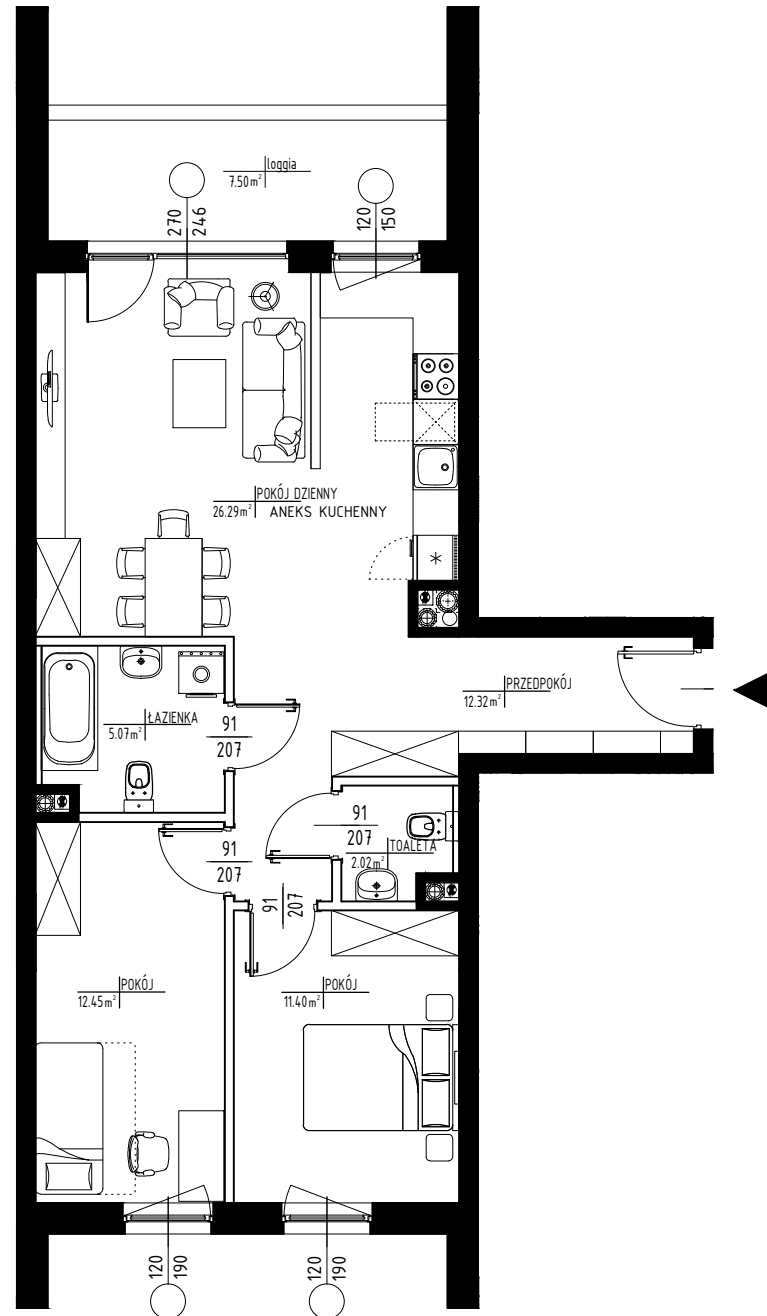 loggia
7.50m²
270
246
120
150
POKÓJ DZIENNY
26.29m² ANEKS KUCHENNY
PRZEDPOKÓJ
12.32m²
ŁAZIENKA
5.07m²
91
207
91
207
TOALETA
2.02m²
91
207
91
207
POKÓJ
12.45m²
POKÓJ
11.40m²
120
190
120
190